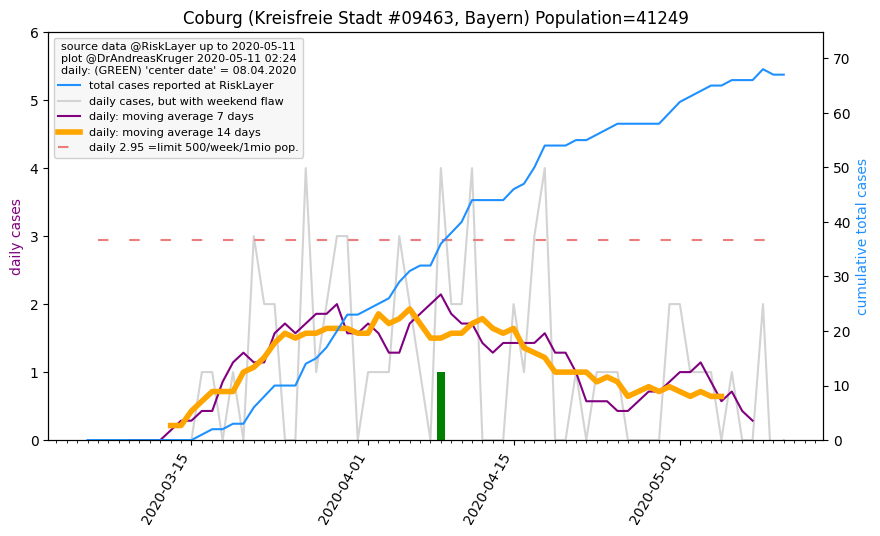 Coburg (Kreisfreie Stadt #09463, Bayern) Population=41249
source data @RiskLayer up to 2020-05-11
plot @DrAndreasKruger 2020-05-11 02:24
daily: (GREEN) 'center date' = 08.04.2020
total cases reported at RiskLayer
daily cases, but with weekend flaw
daily: moving average 7 days
daily: moving average 14 days
daily 2.95 =limit 500/week/1mio pop.
daily cases
6
5
4
3
2
1
0
70
60
50
40
30
20
10
0
cumulative total cases
2020-03-15
2020-04-01
2020-04-15
2020-05-01